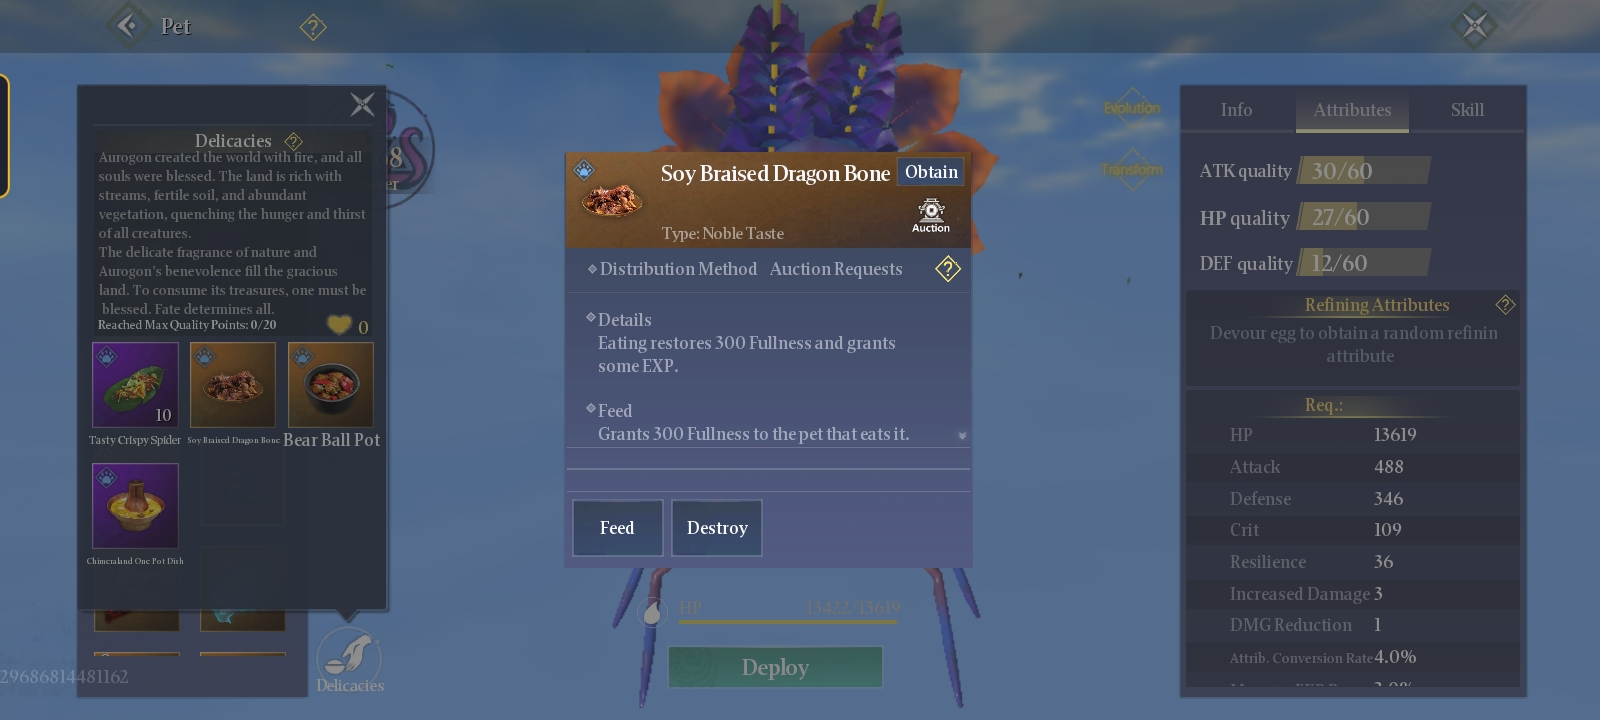 Pet
Delicacies
Aurogon created the world with fire, and all
souls were blessed. The land is rich with
streams, fertile soil, and abundant
vegetation, quenching the hunger and thirst
of all creatures.
The delicate fragrance of nature and
Aurogon's benevolence fill the gracious
land. To consume its treasures, one must be
blessed. Fate determines all.
Reached Max Quality Points: 0/20
0
10
Tasty Crispy Spider
Soy Braised Dragon Bone
Bear Ball Pot
Chimeraland One Pot Dish
29686814481162
Delicacies
Evolution
Transform
Soy Braised Dragon Bone
Obtain
Type: Noble Taste
Auction
Distribution Method Auction Requests
Details
Eating restores 300 Fullness and grants
some EXP.
Feed
Grants 300 Fullness to the pet that eats it.
Feed
Destroy
HP 13422/13619
Deploy
Info
Attributes
Skill
ATK quality 30/60
HP quality 27/60
DEF quality 12/60
Refining Attributes
Devour egg to obtain a random refinin
attribute
Req.:
HP 13619
Attack 488
Defense 346
Crit 109
Resilience 36
Increased Damage 3
DMG Reduction 1
Attrib. Conversion Rate 4.0%